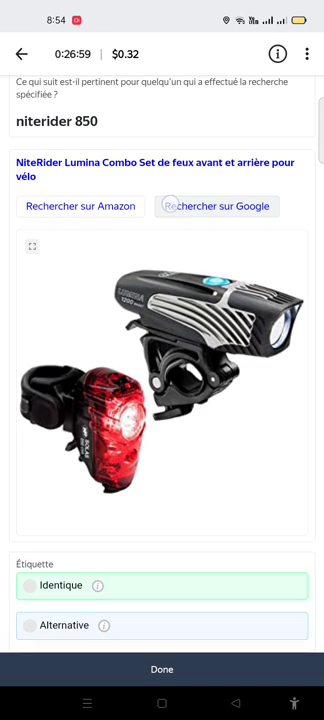 8:54
0:26:59 | $0.32
Ce qui suit est-il pertinent pour quelqu'un qui a effectué la recherche
spécifiée ?
niterider 850
NiteRider Lumina Combo Set de feux avant et arrière pour
vélo
Rechercher sur Amazon
Rechercher sur Google
LUMINA
1200
SOLAS
Étiquette
Identique
Alternative
Done